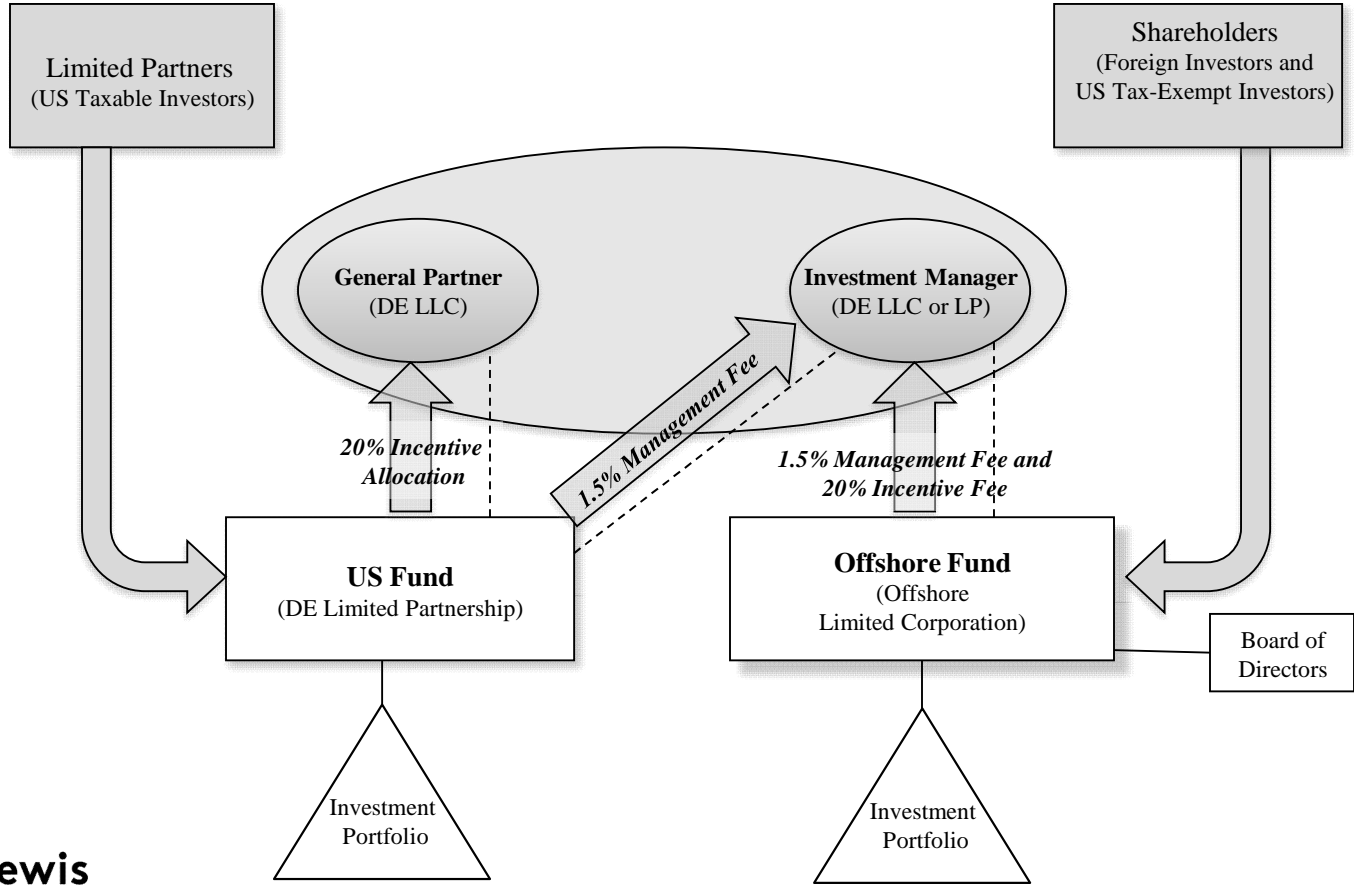 Limited Partners
(US Taxable Investors)
Shareholders
(Foreign Investors and
US Tax-Exempt Investors)
General Partner
(DE LLC)
Investment Manager
(DE LLC or LP)
20% Incentive
Allocation
1.5% Management Fee
1.5% Management Fee and
20% Incentive Fee
US Fund
(DE Limited Partnership)
Offshore Fund
(Offshore
Limited Corporation)
Board of
Directors
Investment
Portfolio
Investment
Portfolio
ewis